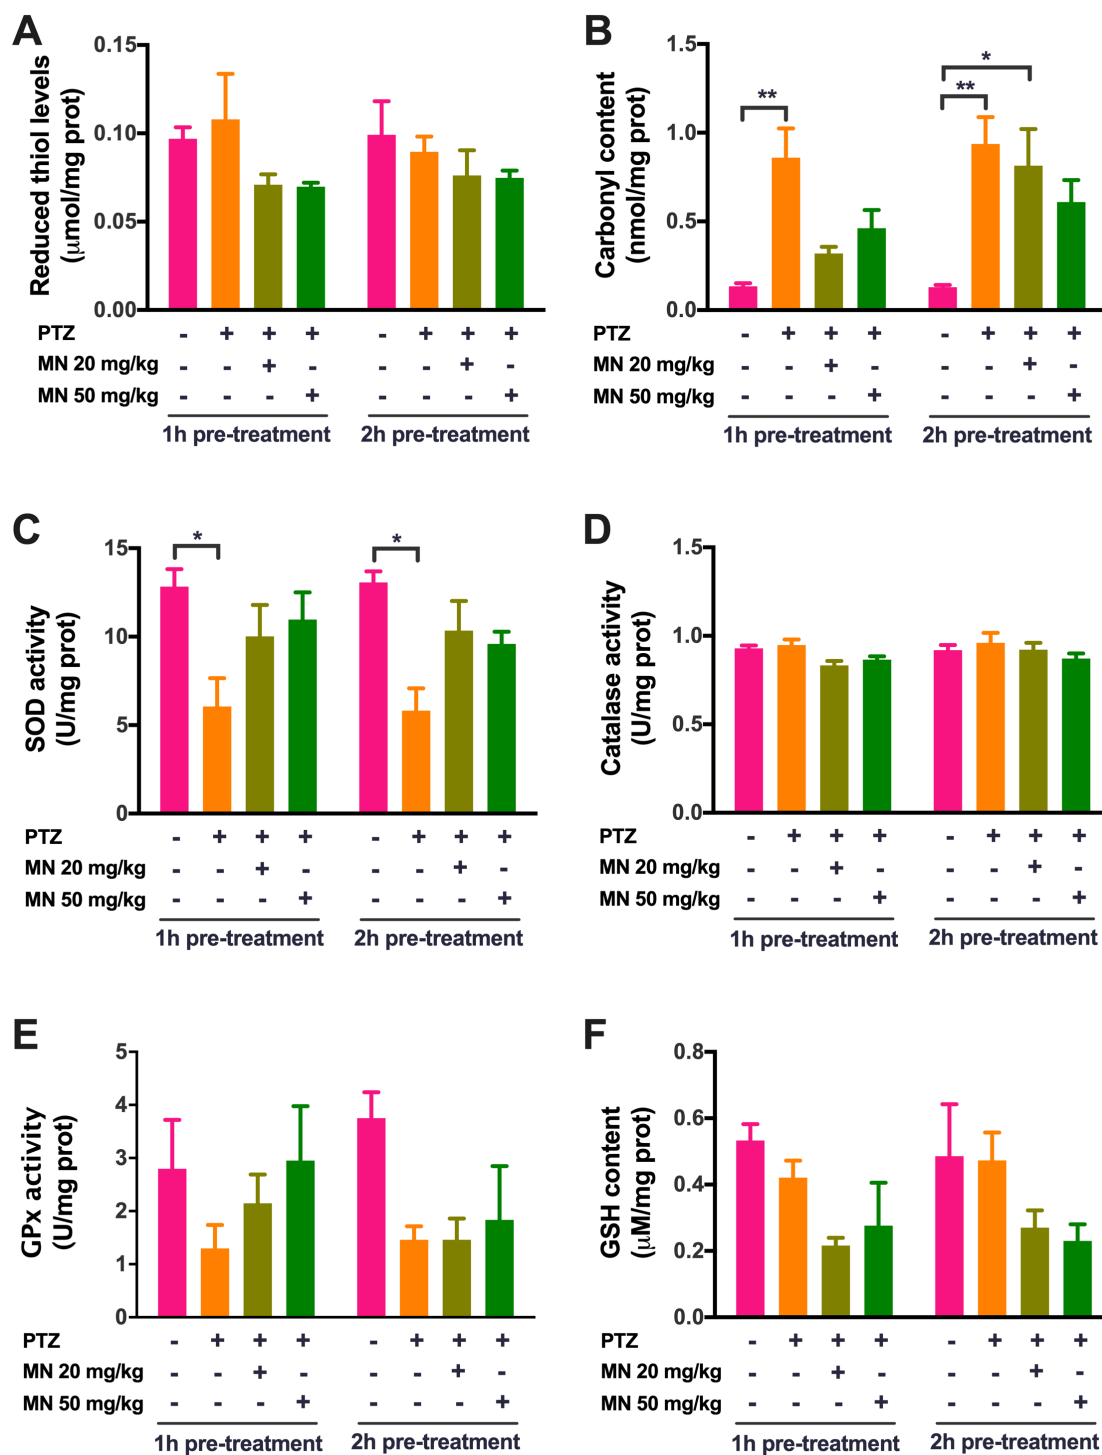 A
Reduced thiol levels
(μmol/mg prot)
0.15
0.10
0.05
0.00
PTZ - + + + - + + +
MN 20 mg/kg - - + - - - + -
MN 50 mg/kg - - - + - - - +
1h pre-treatment 2h pre-treatment
B
Carbonyl content
(nmol/mg prot)
1.5
1.0
0.5
0.0
** ** *
PTZ - + + + - + + +
MN 20 mg/kg - - + - - - + -
MN 50 mg/kg - - - + - - - +
1h pre-treatment 2h pre-treatment
C
SOD activity
(U/mg prot)
15
10
5
0
* *
PTZ - + + + - + + +
MN 20 mg/kg - - + - - - + -
MN 50 mg/kg - - - + - - - +
1h pre-treatment 2h pre-treatment
D
Catalase activity
(U/mg prot)
1.5
1.0
0.5
0.0
PTZ - + + + - + + +
MN 20 mg/kg - - + - - - + -
MN 50 mg/kg - - - + - - - +
1h pre-treatment 2h pre-treatment
E
GPx activity
(U/mg prot)
5
4
3
2
1
0
PTZ - + + + - + + +
MN 20 mg/kg - - + - - - + -
MN 50 mg/kg - - - + - - - +
1h pre-treatment 2h pre-treatment
F
GSH content
(μM/mg prot)
0.8
0.6
0.4
0.2
0.0
PTZ - + + + - + + +
MN 20 mg/kg - - + - - - + -
MN 50 mg/kg - - - + - - - +
1h pre-treatment 2h pre-treatment